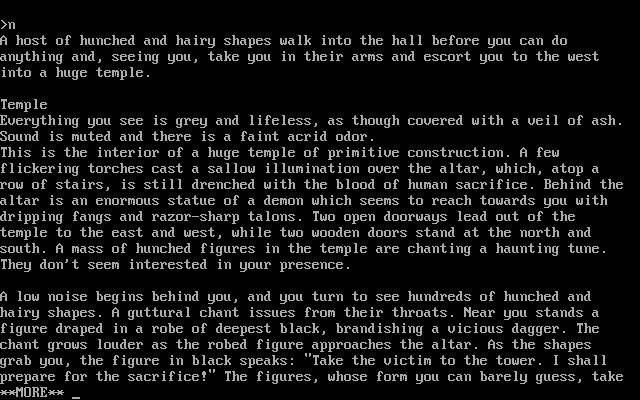 >n
A host of hunched and hairy shapes walk into the hall before you can do
anything and, seeing you, take you in their arms and escort you to the west
into a huge temple.
Temple
Everything you see is grey and lifeless, as though covered with a veil of ash.
Sound is muted and there is a faint acrid odor.
This is the interior of a huge temple of primitive construction. A few
flickering torches cast a sallow illumination over the altar, which, atop a
row of stairs, is still drenched with the blood of human sacrifice. Behind the
altar is an enormous statue of a demon which seems to reach towards you with
dripping fangs and razor-sharp talons. Two open doorways lead out of the
temple to the east and west, while two wooden doors stand at the north and
south. A mass of hunched figures in the temple are chanting a haunting tune.
They don't seem interested in your presence.
A low noise begins behind you, and you turn to see hundreds of hunched and
hairy shapes. A guttural chant issues from their throats. Near you stands a
figure draped in a robe of deepest black, brandishing a vicious dagger. The
chant grows louder as the robed figure approaches the altar. As the shapes
grab you, the figure in black speaks: "Take the victim to the tower. I shall
prepare for the sacrifice!" The figures, whose form you can barely guess, take
**MORE** _